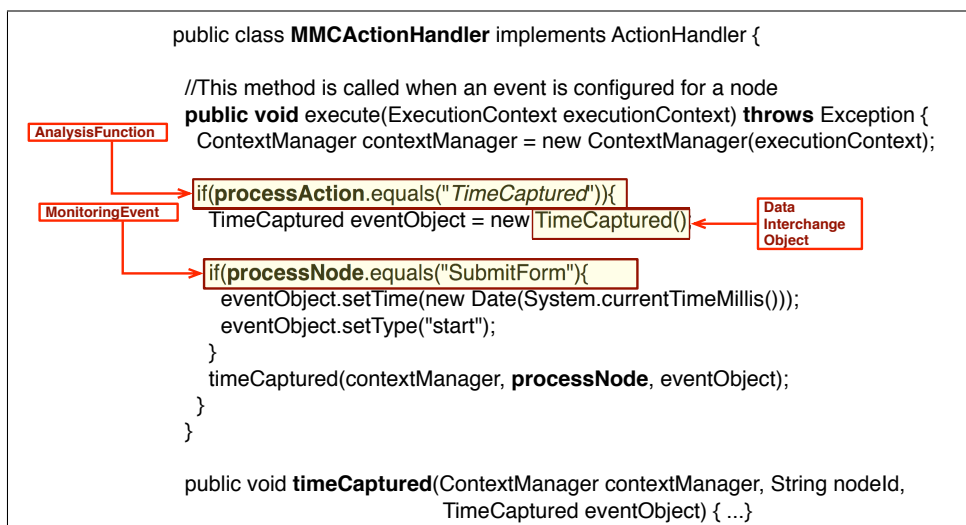 public class MMCActionHandler implements ActionHandler {
//This method is called when an event is configured for a node
public void execute(ExecutionContext executionContext) throws Exception {
AnalysisFunction
ContextManager contextManager = new ContextManager(executionContext);
if(processAction.equals("TimeCaptured")){
MonitoringEvent
TimeCaptured eventObject = new TimeCaptured();
Data
Interchange
Object
if(processNode.equals("SubmitForm"){
eventObject.setTime(new Date(System.currentTimeMillis()));
eventObject.setType("start");
}
timeCaptured(contextManager, processNode, eventObject);
}
}
public void timeCaptured(ContextManager contextManager, String nodeId,
TimeCaptured eventObject) { ...}